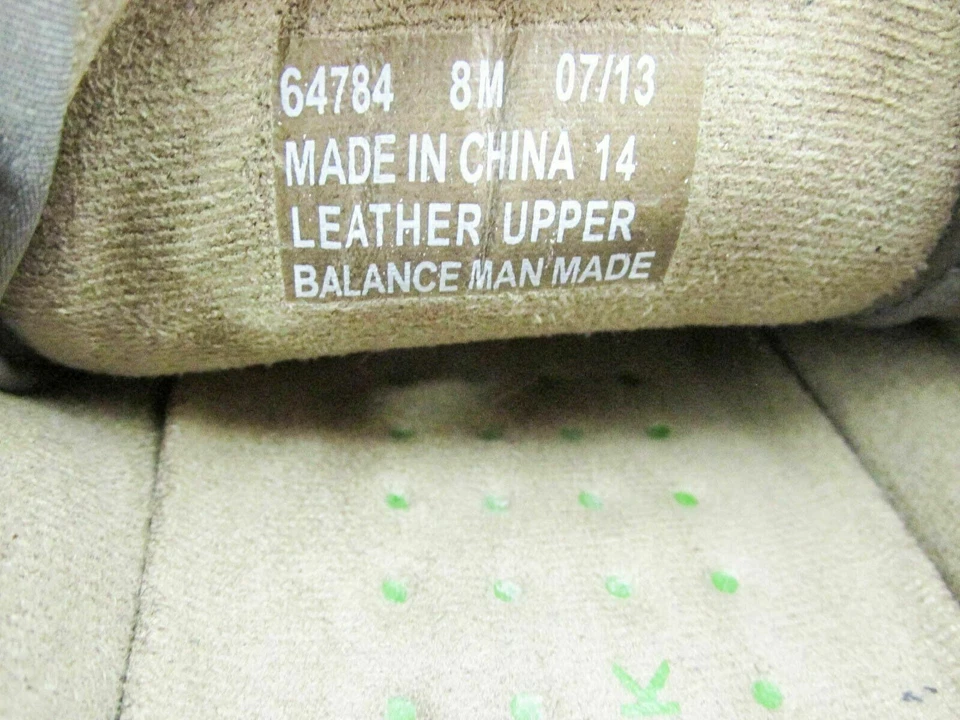 64784 8M 07/13
MADE IN CHINA 14
LEATHER UPPER
BALANCE MAN MADE
K